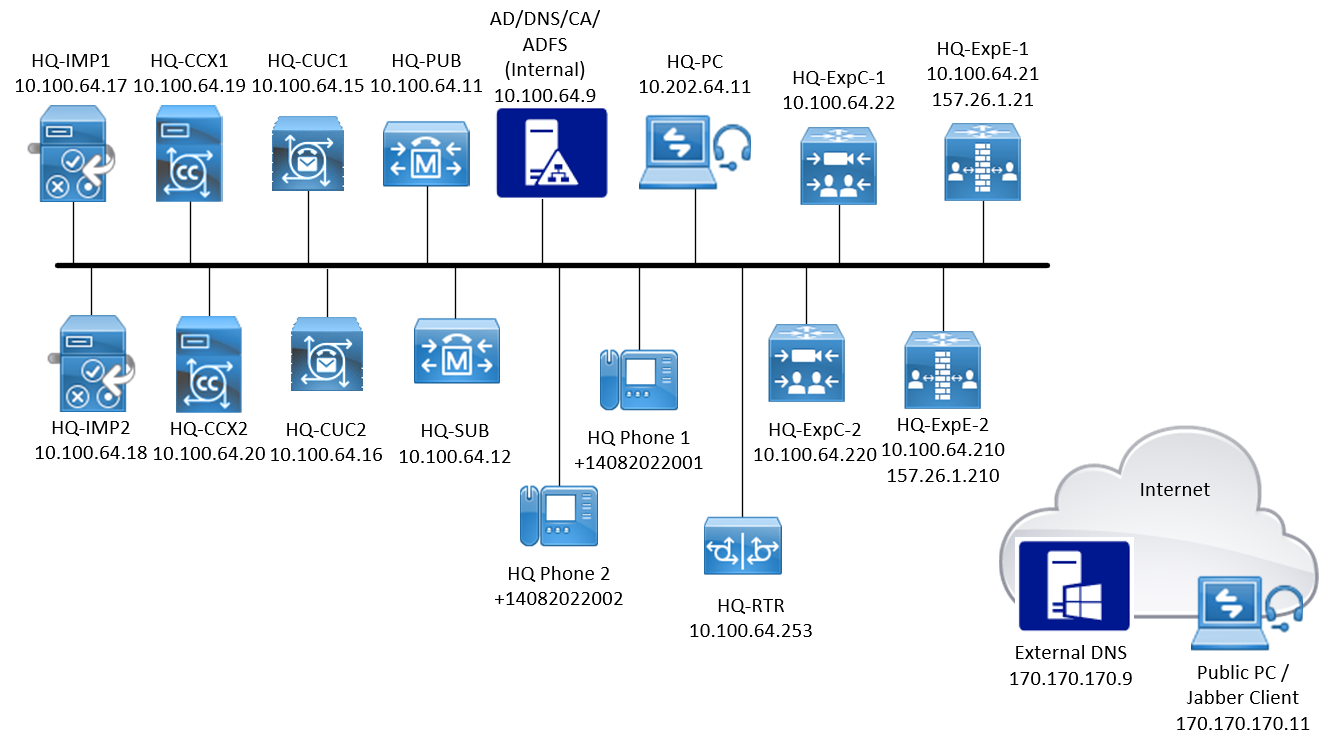 HQ-IMP1
10.100.64.17
HQ-CCX1
10.100.64.19
HQ-CUC1
10.100.64.15
HQ-PUB
10.100.64.11
AD/DNS/CA/
ADFS
(Internal)
10.100.64.9
HQ-PC
10.202.64.11
HQ-ExpC-1
10.100.64.22
HQ-ExpE-1
10.100.64.21
157.26.1.21
CC
M
HQ-IMP2
10.100.64.18
HQ-CCX2
10.100.64.20
HQ-CUC2
10.100.64.16
HQ-SUB
10.100.64.12
CC
M
HQ Phone 1
+14082022001
HQ-ExpC-2
10.100.64.220
HQ-ExpE-2
10.100.64.210
157.26.1.210
HQ Phone 2
+14082022002
HQ-RTR
10.100.64.253
Internet
External DNS
170.170.170.9
Public PC /
Jabber Client
170.170.170.11